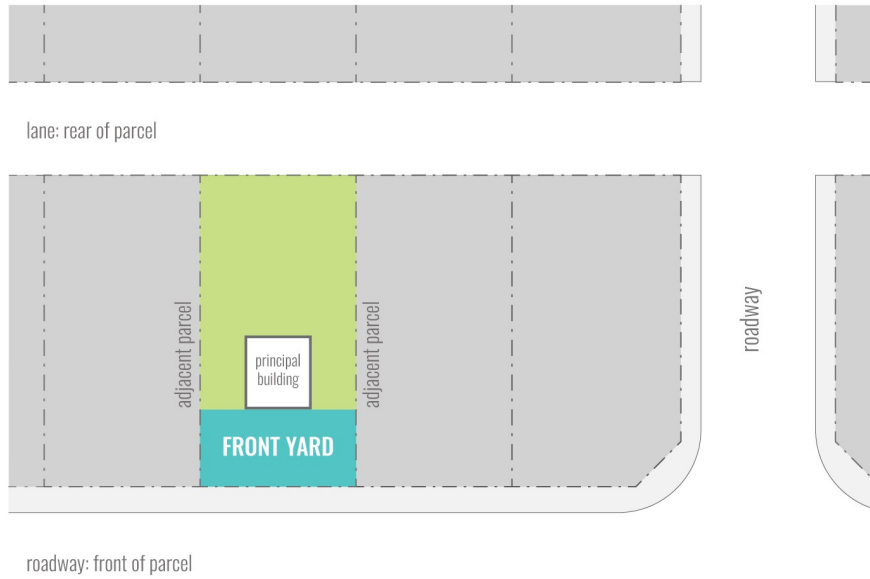 lane: rear of parcel
adjacent parcel
principal
building
adjacent parcel
FRONT YARD
roadway
roadway: front of parcel